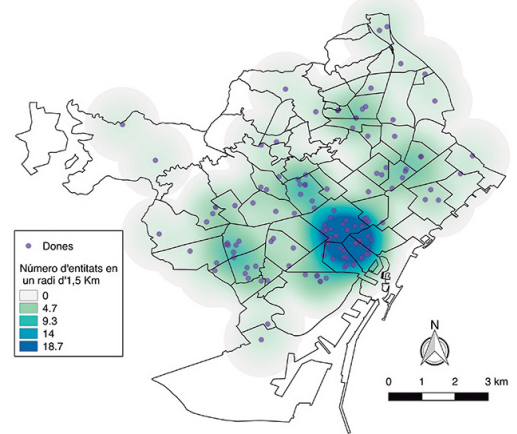 Dones
Número d'entitats en
un radi d'1,5 Km
0
4.7
9.3
14
18.7
N
0 1 2 3 km